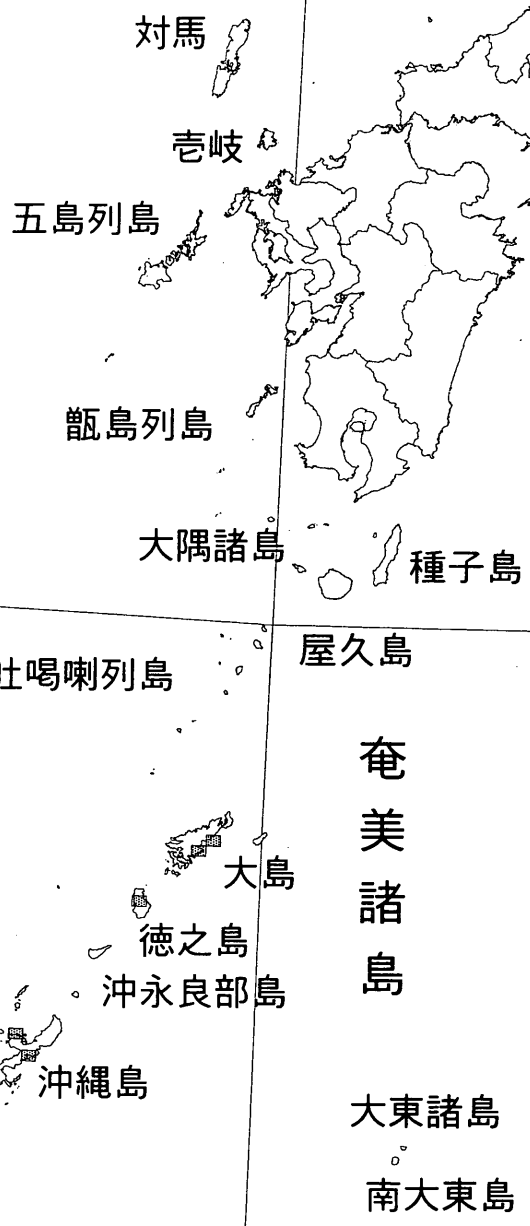 対馬
壱岐
五島列島
甑島列島
大隅諸島
種子島
屋久島
吐喝喇列島
奄美諸島
大島
徳之島
沖永良部島
沖縄島
大東諸島
南大東島